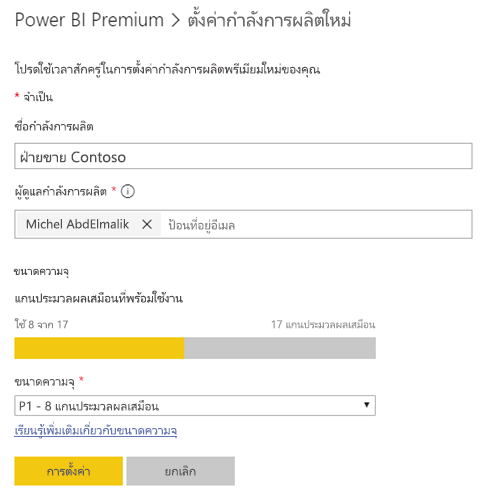 Power BI Premium > ตั้งค่ากำลังการผลิตใหม่
โปรดใช้เวลาสักครู่ในการตั้งค่ากำลังการผลิตพรีเมียมใหม่ของคุณ
* จำเป็น
ชื่อกำลังการผลิต
ฝ่ายขาย Contoso
ผู้ดูแลกำลังการผลิต *
Michel AbdElmalik × ป้อนที่อยู่อีเมล
ขนาดความจุ
แกนประมวลผลเสมือนที่พร้อมใช้งาน
ใช้ 8 จาก 17 17 แกนประมวลผลเสมือน
ขนาดความจุ *
P1 - 8 แกนประมวลผลเสมือน
เรียนรู้เพิ่มเติมเกี่ยวกับขนาดความจุ
การตั้งค่า ยกเลิก